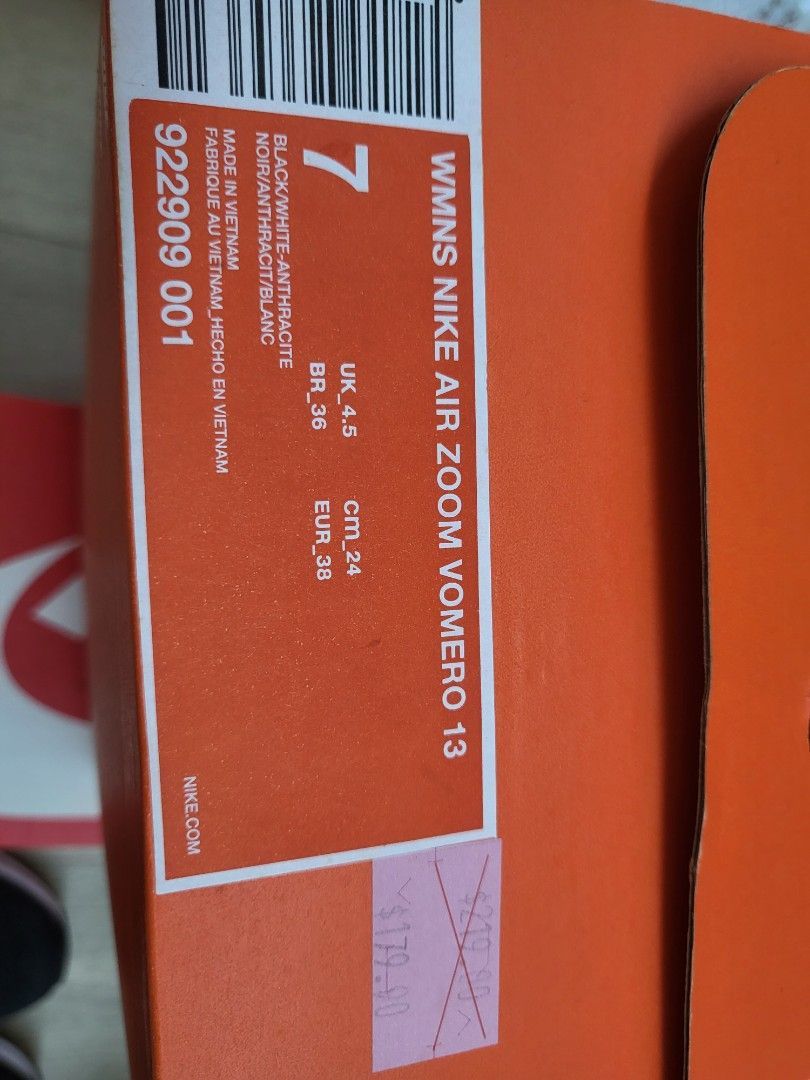 WMNS NIKE AIR ZOOM VOMERO 13
7
UK_4.5 cm_24
BR_36 EUR_38
BLACK/WHITE-ANTHRACITE
NOIR/ANTHRACIT/BLANC
MADE IN VIETNAM
FABRIQUE AU VIETNAM_HECHO EN VIETNAM
922909 001
NIKE.COM
$219.00
$179.00